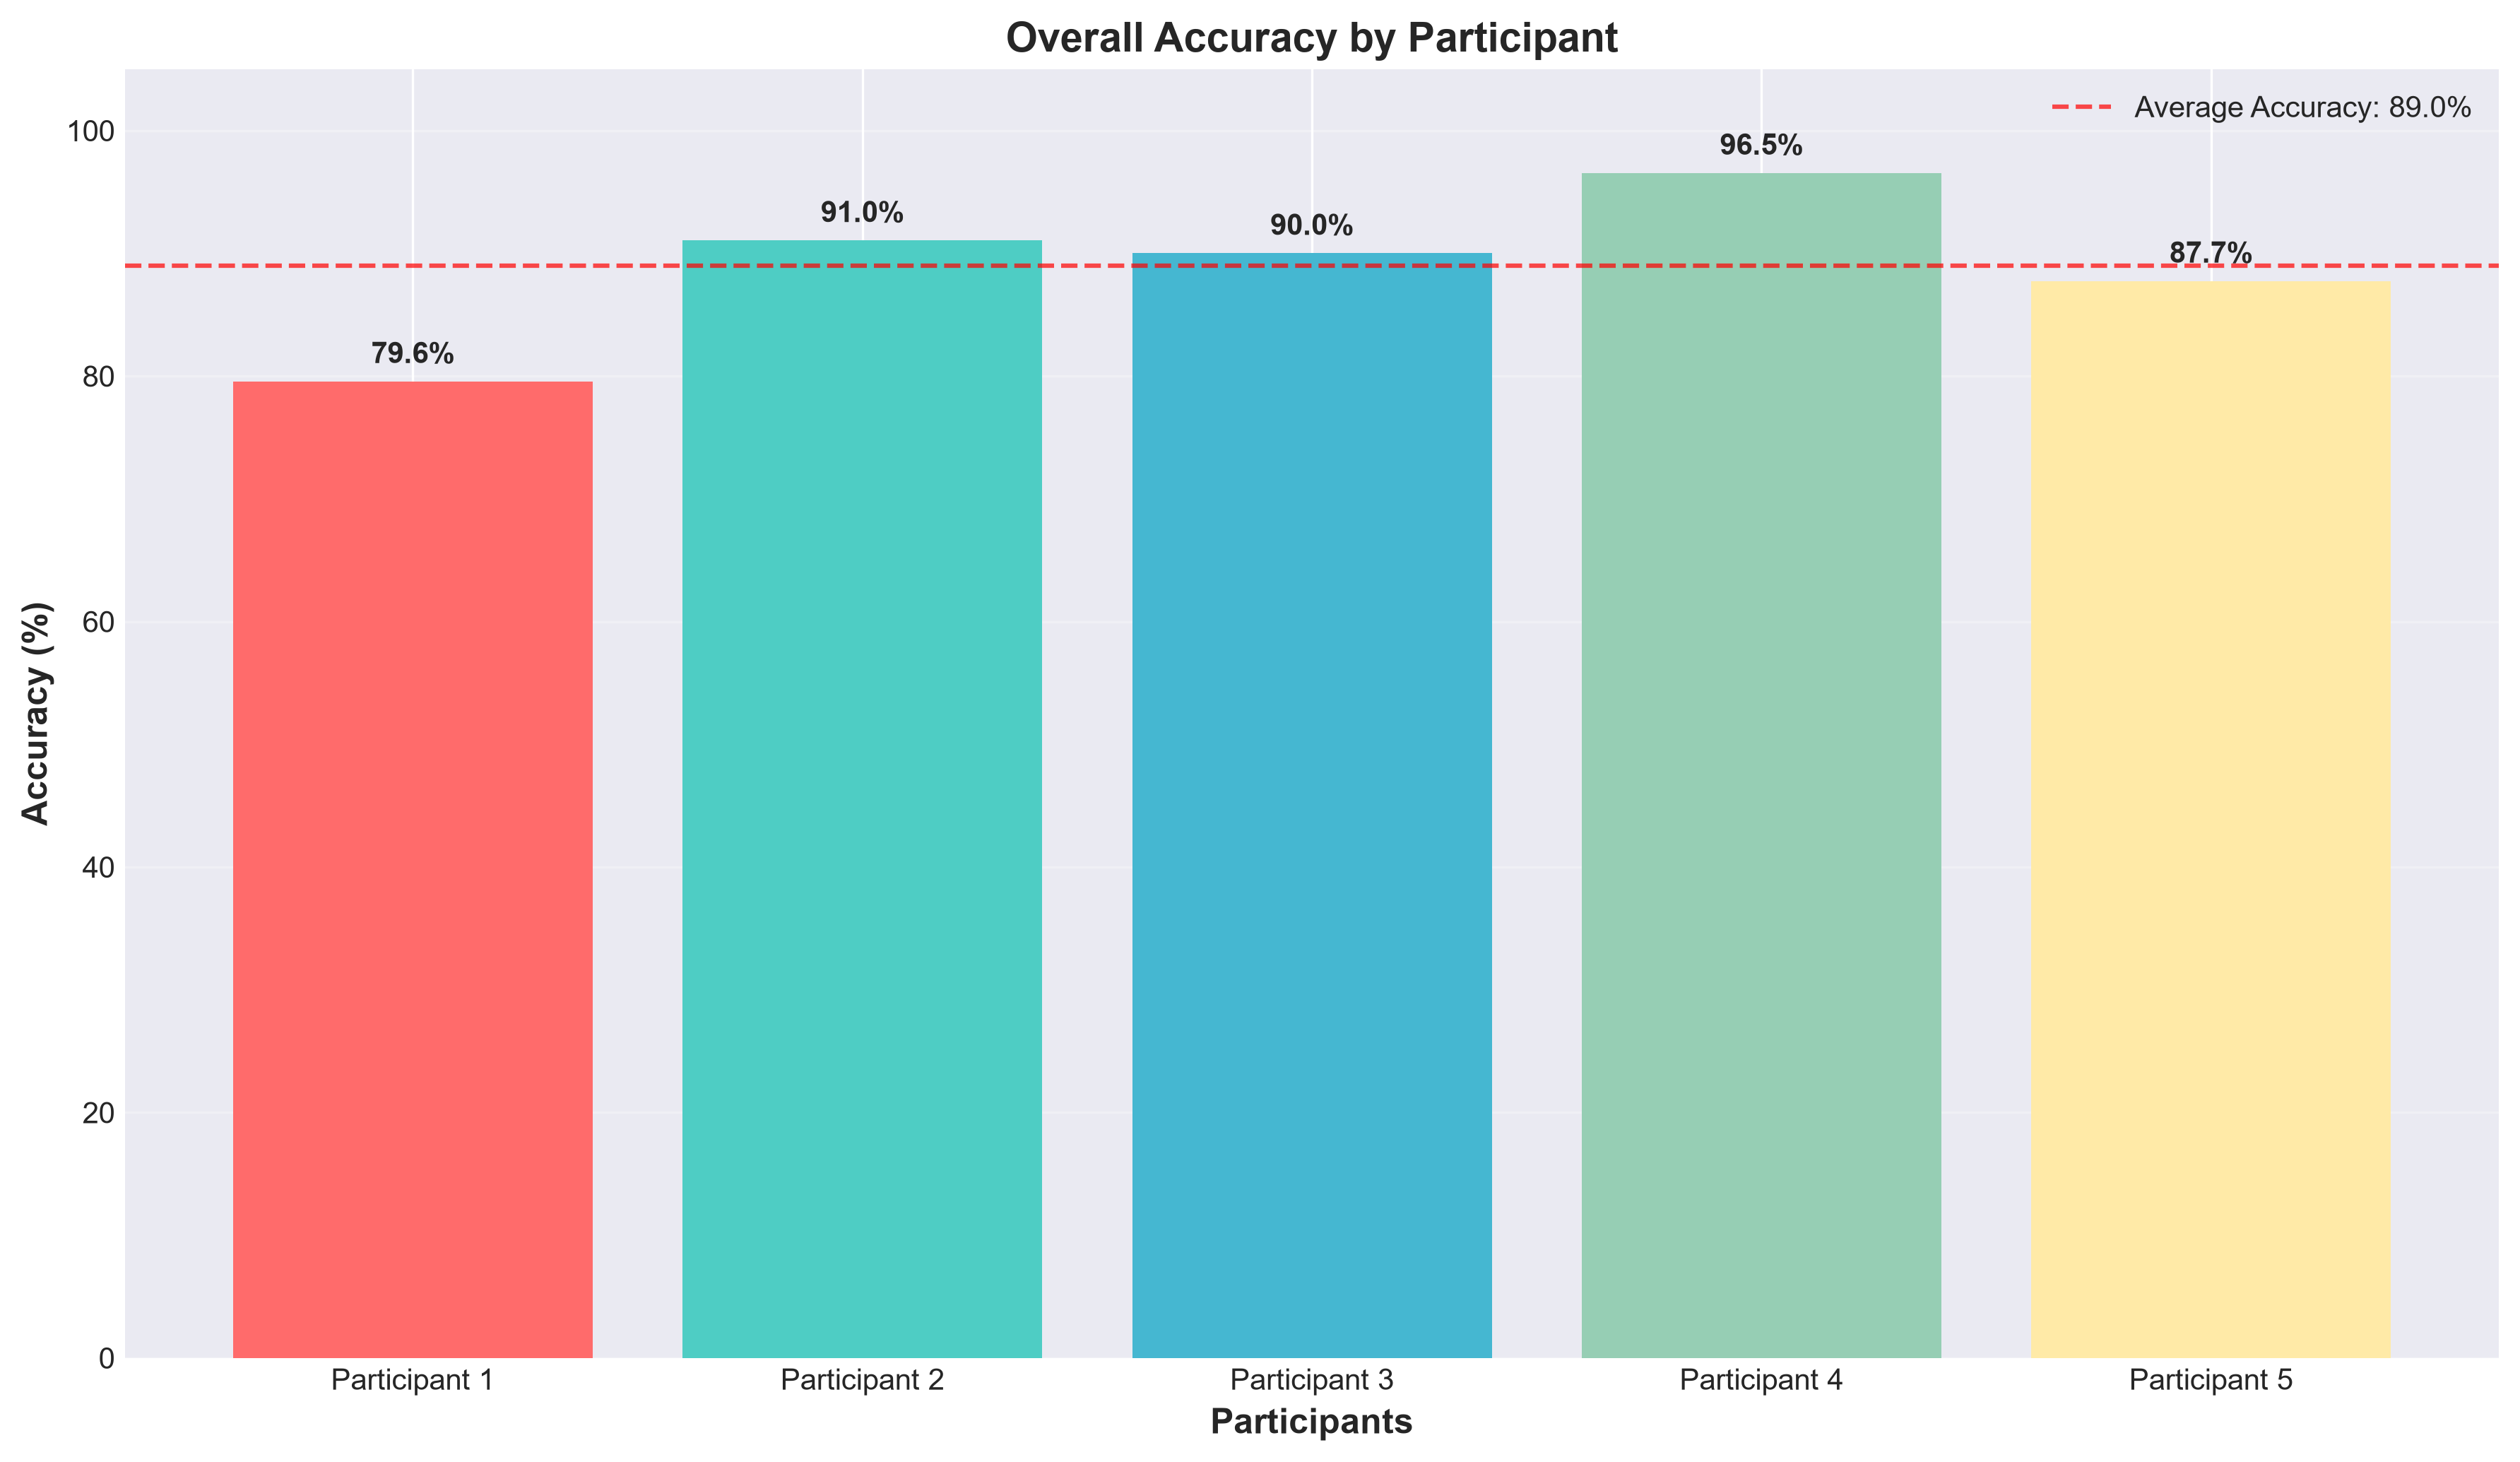 Overall Accuracy by Participant
Average Accuracy: 89.0%
100
80
60
40
20
0
Accuracy (%)
79.6%
91.0%
90.0%
96.5%
87.7%
Participant 1
Participant 2
Participant 3
Participant 4
Participant 5
Participants